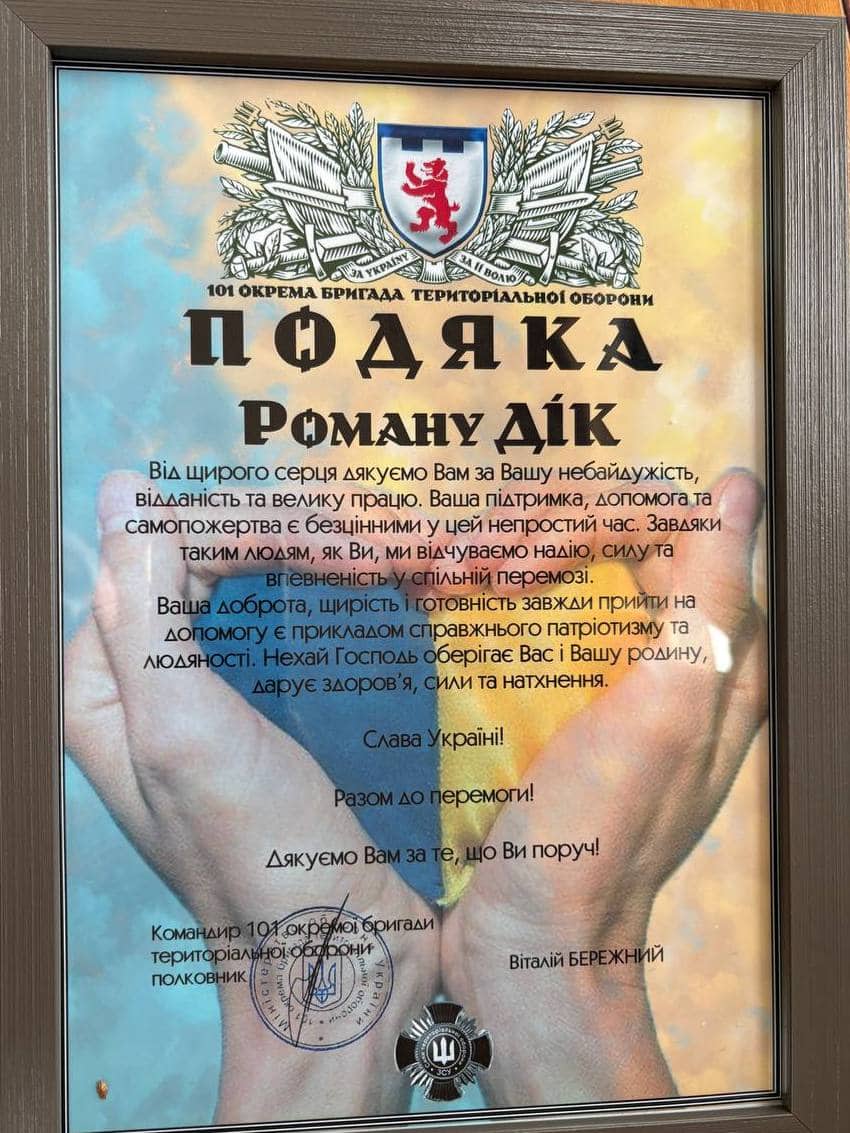 ЗА УКРАЇНУ ЗА ЇЇ ВОЛЮ
101 ОКРЕМА БРИГАДА ТЕРИТОРІАЛЬНОЇ ОБОРОНИ
ПОДЯКА
РОМАНУ ДІК
Від щирого серця дякуємо Вам за Вашу небайдужість,
відданість та велику працю. Ваша підтримка, допомога та
самопожертва є безцінними у цей непростий час. Завдяки
таким людям, як Ви, ми відчуваємо надію, силу та
впевненість у спільній перемозі.
Ваша доброта, щирість і готовність завжди прийти на
допомогу є прикладом справжнього патріотизму та
людяності. Нехай Господь оберігає Вас і Вашу родину,
дарує здоров’я, сили та натхнення.
Слава Україні!
Разом до перемоги!
Дякуємо Вам за те, що Ви поруч!
Командир 101 окремої бригади
територіальної оборони
полковник
Віталій БЕРЕЖНИЙ
ЗСУ